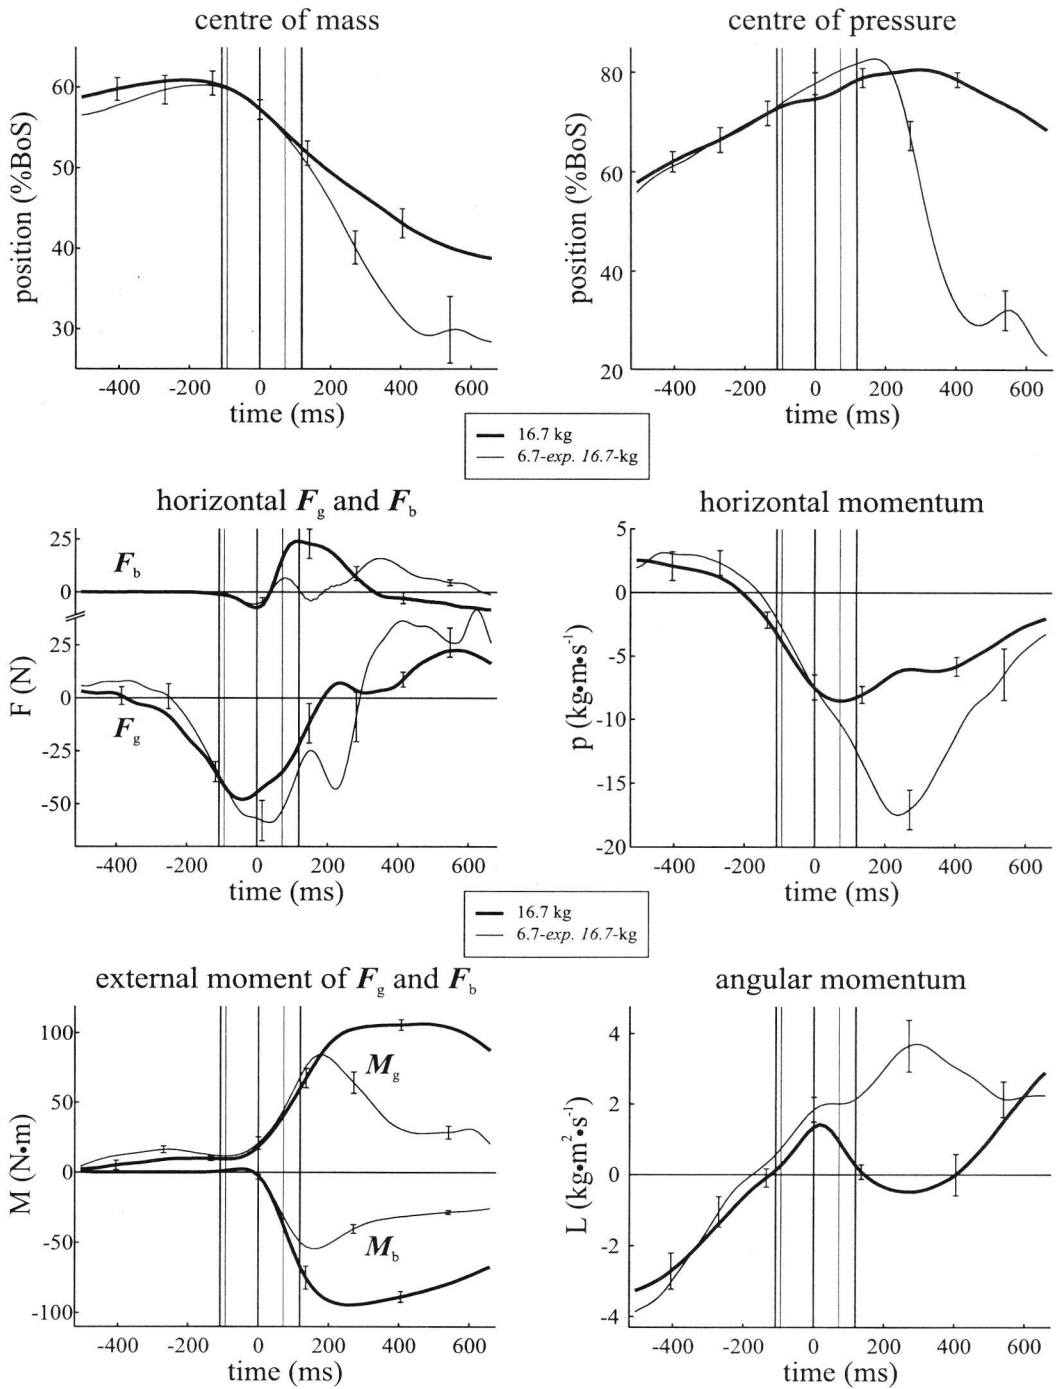 centre of mass
centre of pressure
position (%BoS)
60
50
40
30
-400 -200 0 200 400 600
time (ms)
position (%BoS)
80
60
40
20
-400 -200 0 200 400 600
time (ms)
16.7 kg
6.7-exp. 16.7-kg
horizontal Fg and Fb
horizontal momentum
F (N)
25
0
25
0
-25
-50
Fb
Fg
-400 -200 0 200 400 600
time (ms)
p (kg•m•s-1)
5
0
-5
-10
-15
-20
-400 -200 0 200 400 600
time (ms)
16.7 kg
6.7-exp. 16.7-kg
external moment of Fg and Fb
angular momentum
M (N•m)
100
50
0
-50
-100
Mg
Mb
-400 -200 0 200 400 600
time (ms)
L (kg•m2•s-1)
4
2
0
-2
-4
-400 -200 0 200 400 600
time (ms)